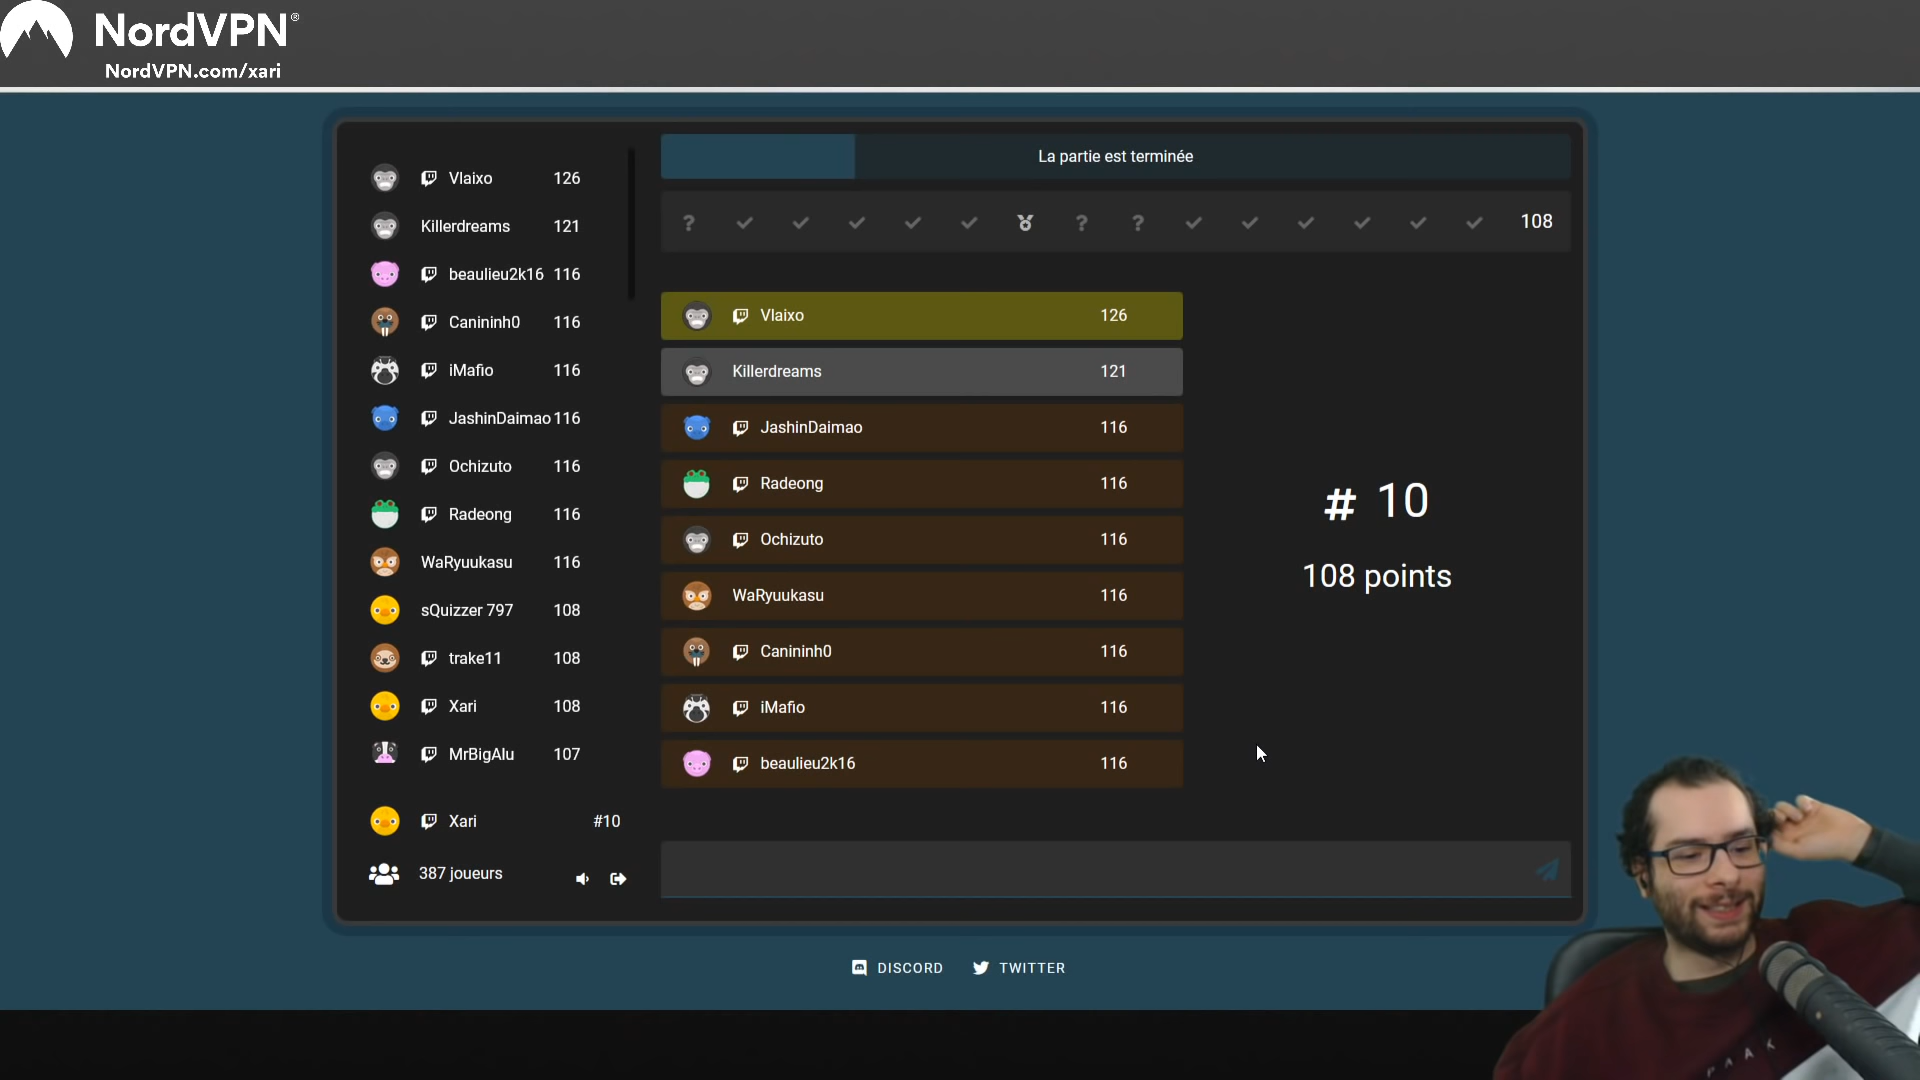 NordVPN®
NordVPN.com/xari
Vlaixo 126
Killerdreams 121
beaulieu2k16 116
Canininh0 116
iMafio 116
JashinDaimao 116
Ochizuto 116
Radeong 116
WaRyuukasu 116
sQuizzer 797 108
trake11 108
Xari 108
MrBigAlu 107
Xari #10
387 joueurs
La partie est terminée
? ? ? 108
Vlaixo 126
Killerdreams 121
JashinDaimao 116
Radeong 116
Ochizuto 116
WaRyuukasu 116
Canininh0 116
iMafio 116
beaulieu2k16 116
# 10
108 points
DISCORD TWITTER